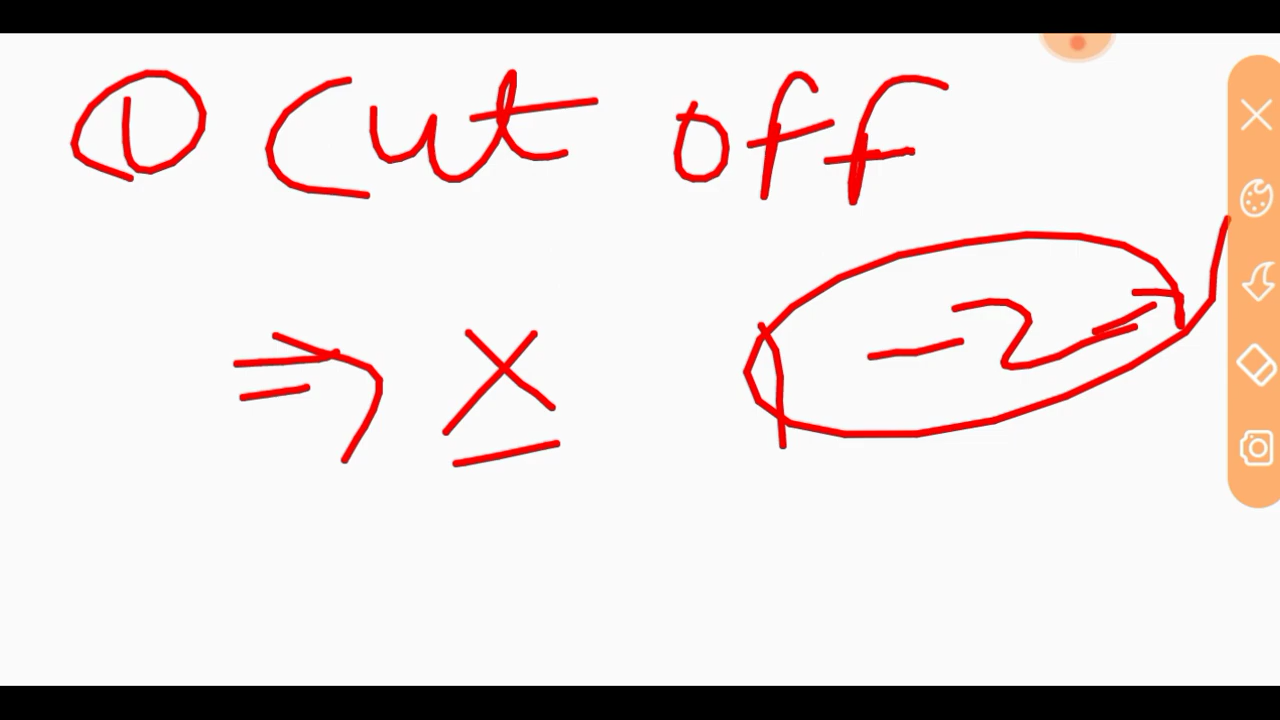 ① Cut off
⇒ X -2=